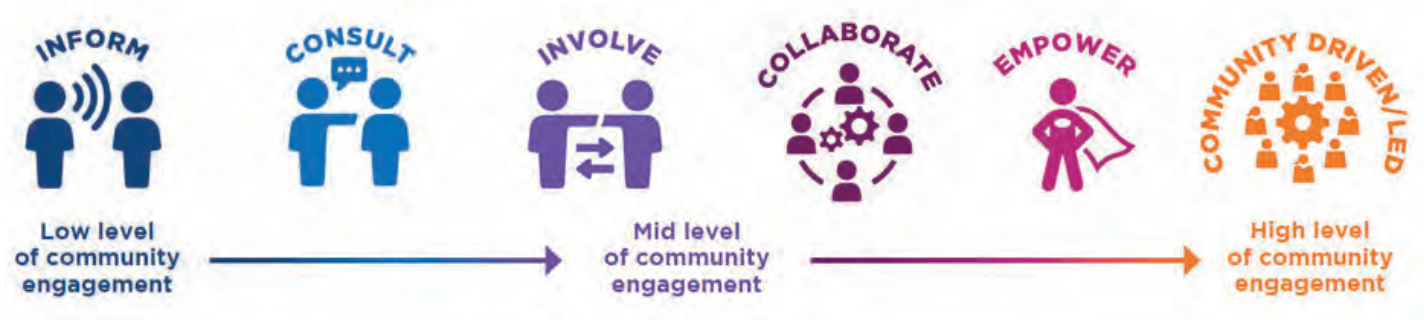 INFORM
CONSULT
INVOLVE
COLLABORATE
EMPOWER
COMMUNITY DRIVEN/LED
Low level
of community
engagement
Mid level
of community
engagement
High level
of community
engagement